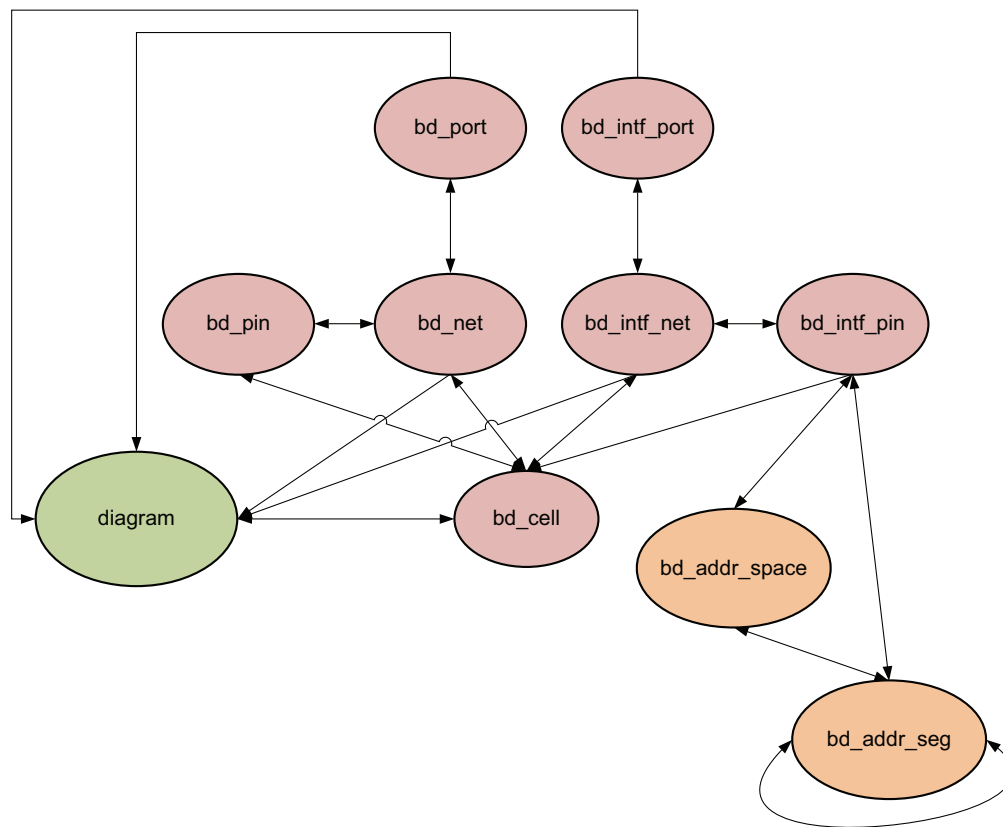 bd_port
bd_intf_port
bd_pin
bd_net
bd_intf_net
bd_intf_pin
diagram
bd_cell
bd_addr_space
bd_addr_seg